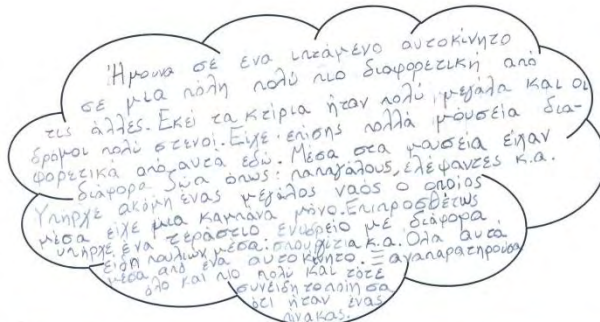 Ήμουνα σε ένα ιπτάμενο αυτοκίνητο
σε μια πόλη πολύ πιο διαφορετική από
τις άλλές. Εκεί τα κτίρια ήταν πολύ μεγάλα και οι
δρόμοι πολύ στενοί. Είχε επίσης πολλά μουσεία δια-
φορετικά από αυτα εδώ. Μέσα στα μουσεία είχαν
διάφορα ζώα όπως: παπαγάλους, ελέφαντες κ.α.
Υπήρχε ακόμη ένας μεγάλος ναός ο οποίος
μέσα είχε μια καμπάνα μόνο. Επιπροσθέτως
υπήρχε ένα τεράστιο ενυδρείο με διάφορα
είδη πουλιών μέσα: σπουργίτια κ.α. Όλα αυτά
μέσα από ένα αυτοκίνητο. Ξαναπαρατηρούσα
όλο και πιο πολύ και τότε
συνειδητοποίησα
ότι ήταν ένας
πίνακας.